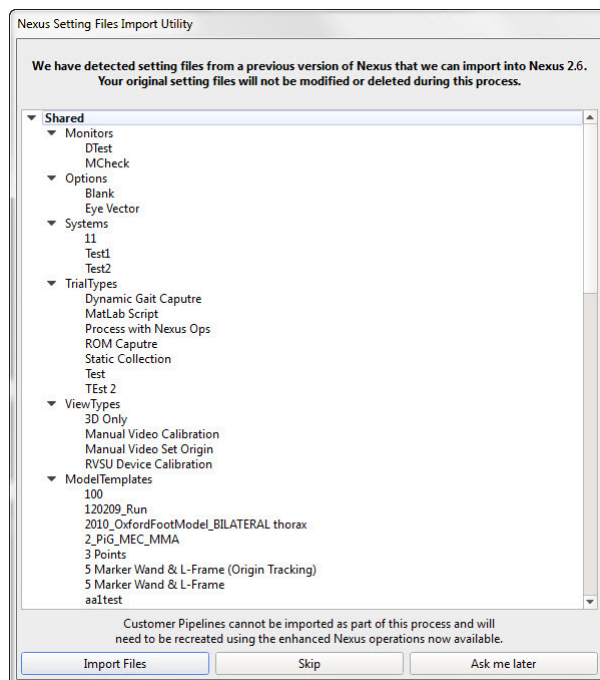 Nexus Setting Files Import Utility
We have detected setting files from a previous version of Nexus that we can import into Nexus 2.6.
Your original setting files will not be modified or deleted during this process.
Shared
Monitors
DTest
MCheck
Options
Blank
Eye Vector
Systems
11
Test1
Test2
TrialTypes
Dynamic Gait Caputre
MatLab Script
Process with Nexus Ops
ROM Caputre
Static Collection
Test
TEst 2
ViewTypes
3D Only
Manual Video Calibration
Manual Video Set Origin
RVSU Device Calibration
ModelTemplates
100
120209_Run
2010_OxfordFootModel_BILATERAL thorax
2_PiG_MEC_MMA
3 Points
5 Marker Wand & L-Frame (Origin Tracking)
5 Marker Wand & L-Frame
aa1test
Customer Pipelines cannot be imported as part of this process and will
need to be recreated using the enhanced Nexus operations now available.
Import Files
Skip
Ask me later